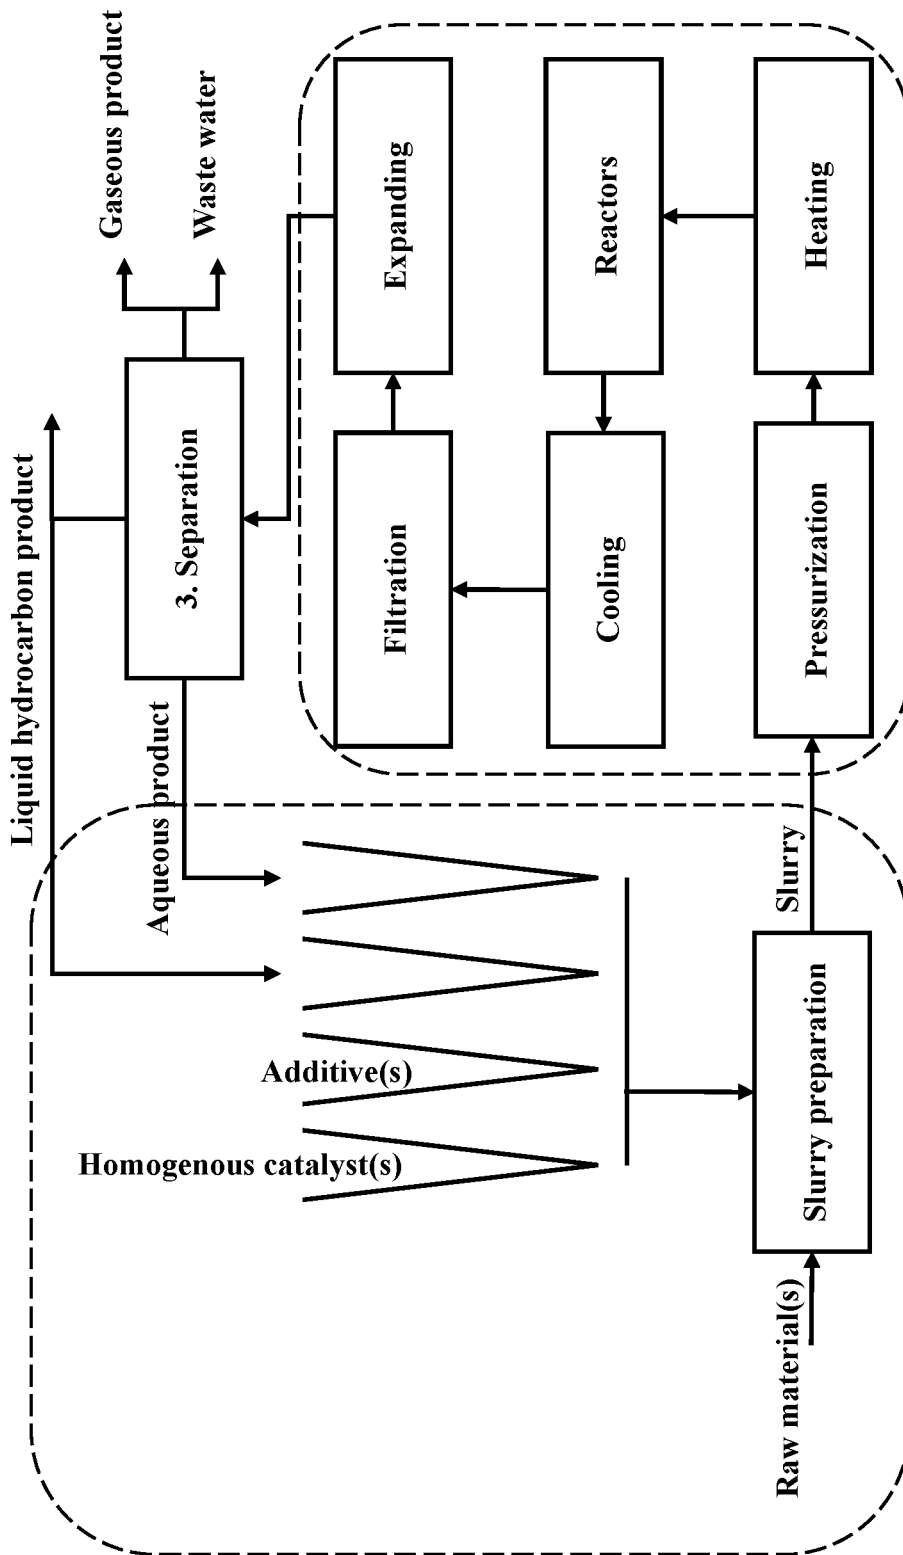 Liquid hydrocarbon product
Gaseous product
Aqueous product
3. Separation
Waste water
Homogenous catalyst(s)
Additive(s)
Filtration
Expanding
Cooling
Reactors
Raw material(s)
Slurry preparation
Slurry
Pressurization
Heating